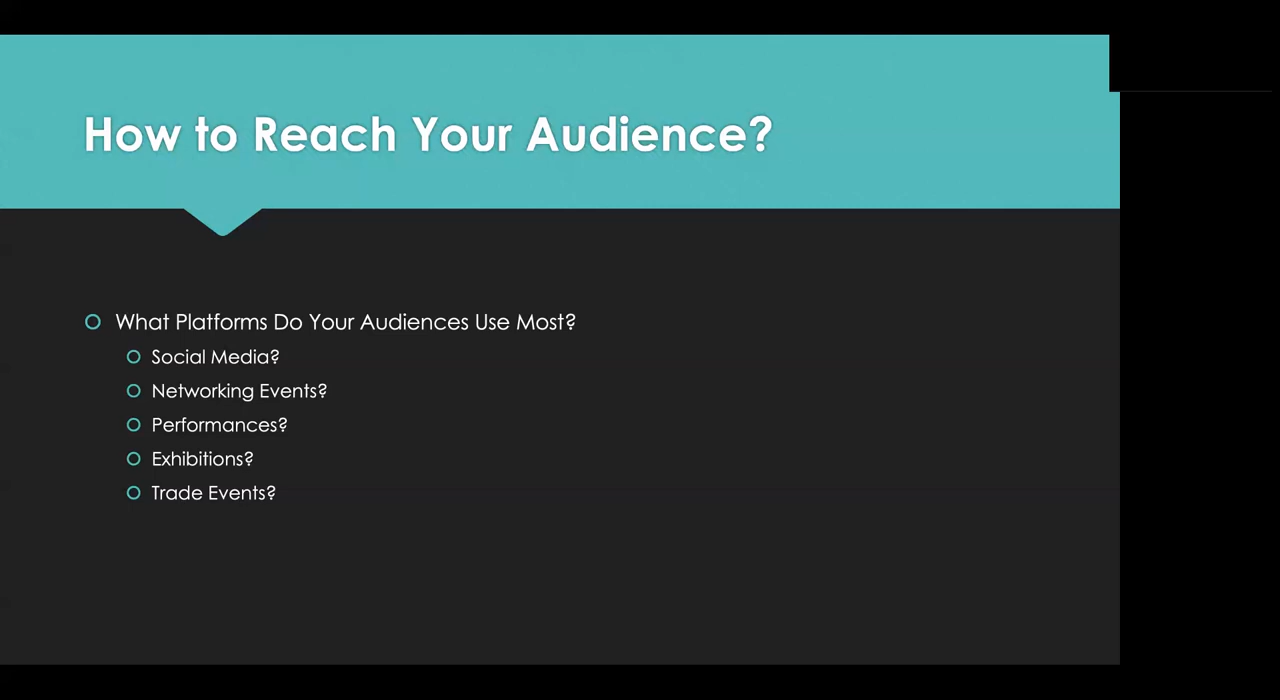 How to Reach Your Audience?
What Platforms Do Your Audiences Use Most?
Social Media?
Networking Events?
Performances?
Exhibitions?
Trade Events?